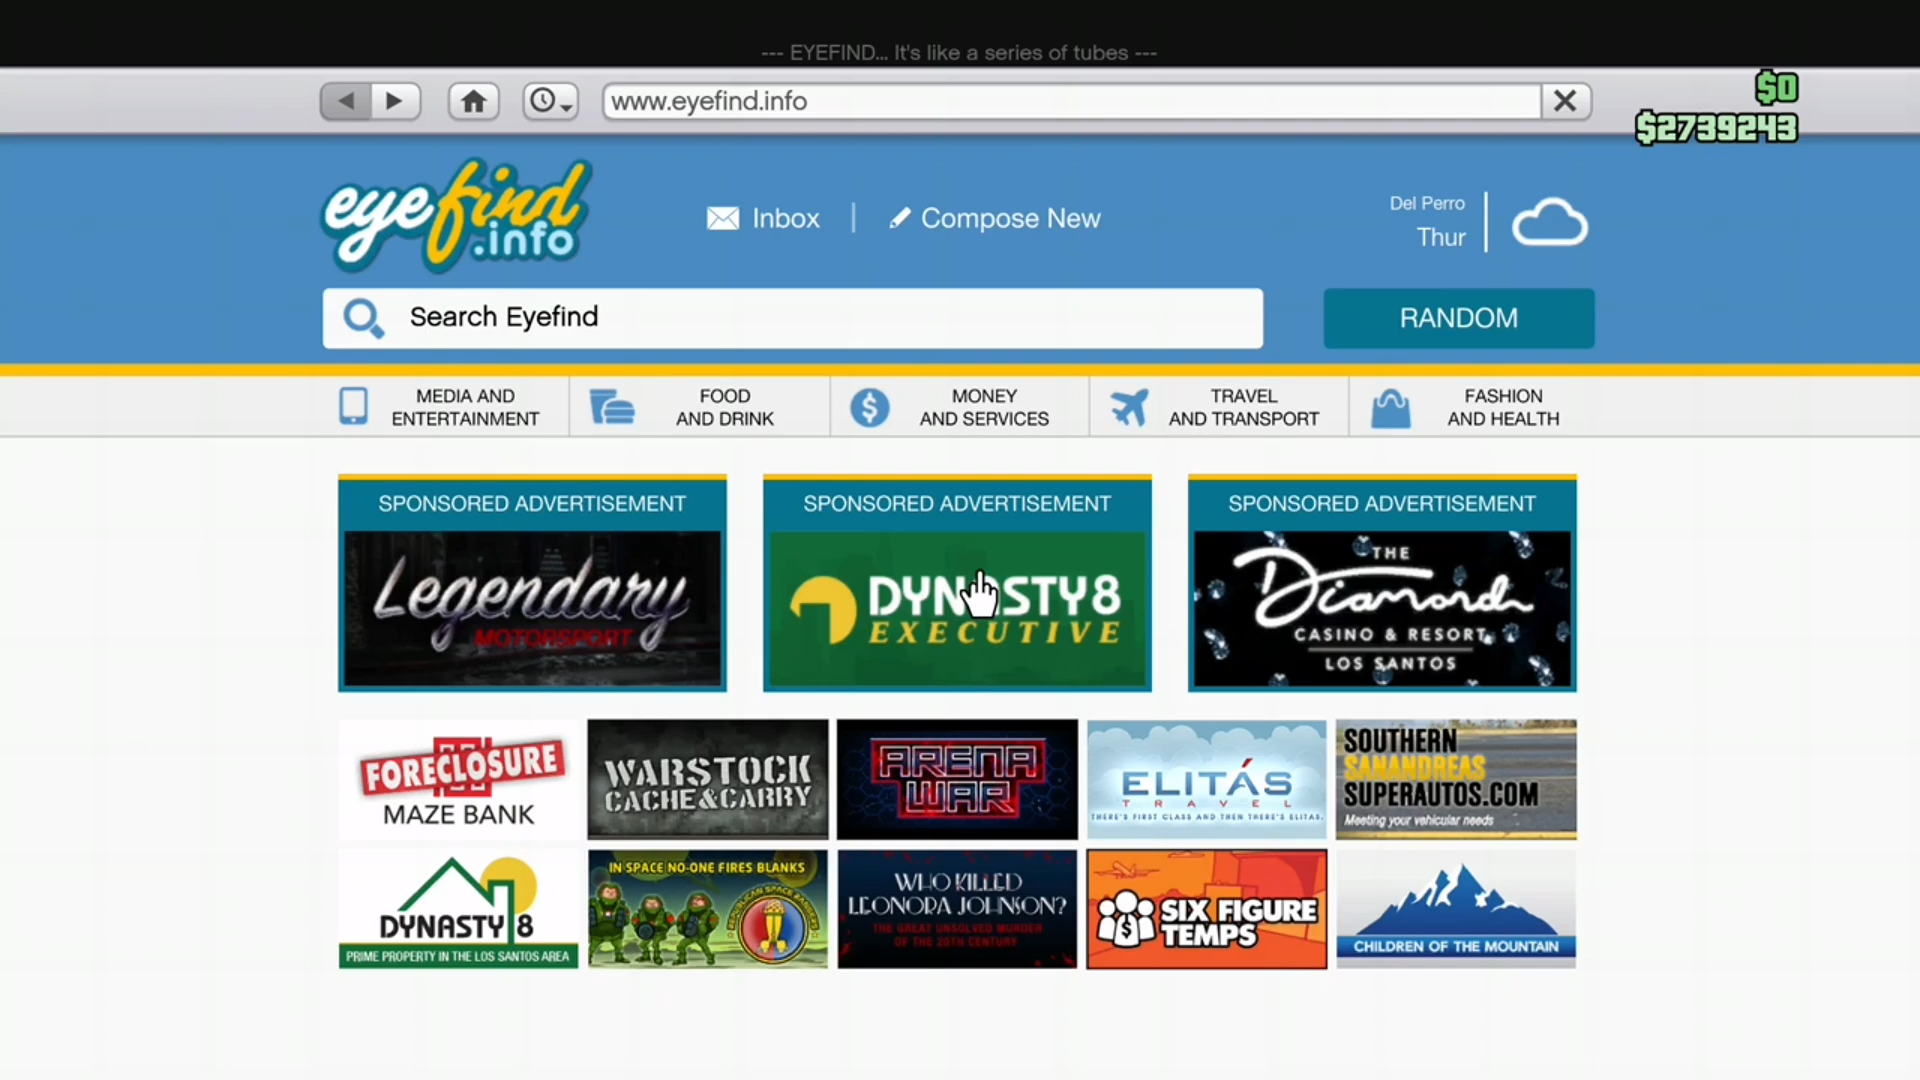 --- EYEFIND... It's like a series of tubes ---
www.eyefind.info
$0
$2739243
eyefind
.info
Inbox
Compose New
Del Perro
Thur
Search Eyefind
RANDOM
MEDIA AND
ENTERTAINMENT
FOOD
AND DRINK
MONEY
AND SERVICES
TRAVEL
AND TRANSPORT
FASHION
AND HEALTH
SPONSORED ADVERTISEMENT
Legendary
MOTORSPORT
SPONSORED ADVERTISEMENT
DYNASTY8
EXECUTIVE
SPONSORED ADVERTISEMENT
THE
Diamond
CASINO & RESORT
LOS SANTOS
FORECLOSURE
MAZE BANK
WARSTOCK
CACHE&CARRY
ARENA
WAR
ELITÁS
TRAVEL
THERE'S FIRST CLASS AND THEN THERE'S ELITAS.
SOUTHERN
SANANDREAS
SUPERAUTOS.COM
Meeting your vehicular needs
DYNASTY 8
PRIME PROPERTY IN THE LOS SANTOS AREA
IN SPACE NO-ONE FIRES BLANKS
REPUBLICAN SPACE RANGERS
WHO KILLED
LEONORA JOHNSON?
THE GREAT UNSOLVED MURDER
OF THE 20TH CENTURY
SIX FIGURE
TEMPS
CHILDREN OF THE MOUNTAIN